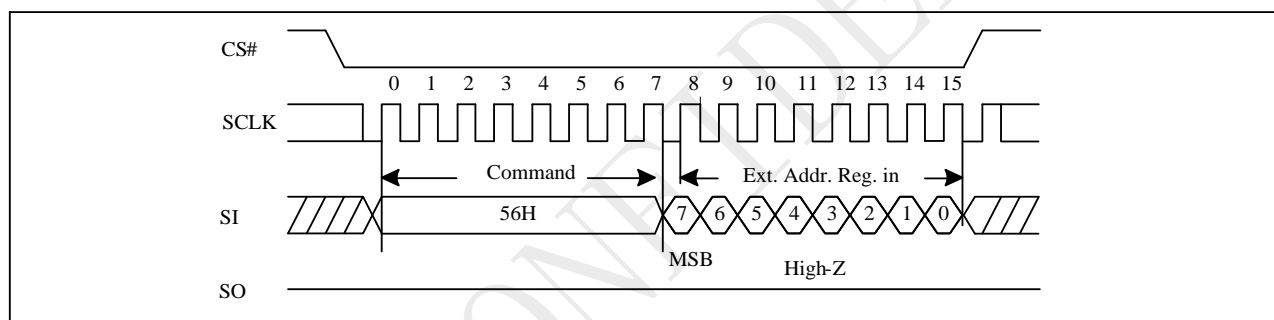 CS#
0 1 2 3 4 5 6 7 8 9 10 11 12 13 14 15
SCLK
Command Ext. Addr. Reg. in
SI 56H 7 6 5 4 3 2 1 0
MSB High-Z
SO